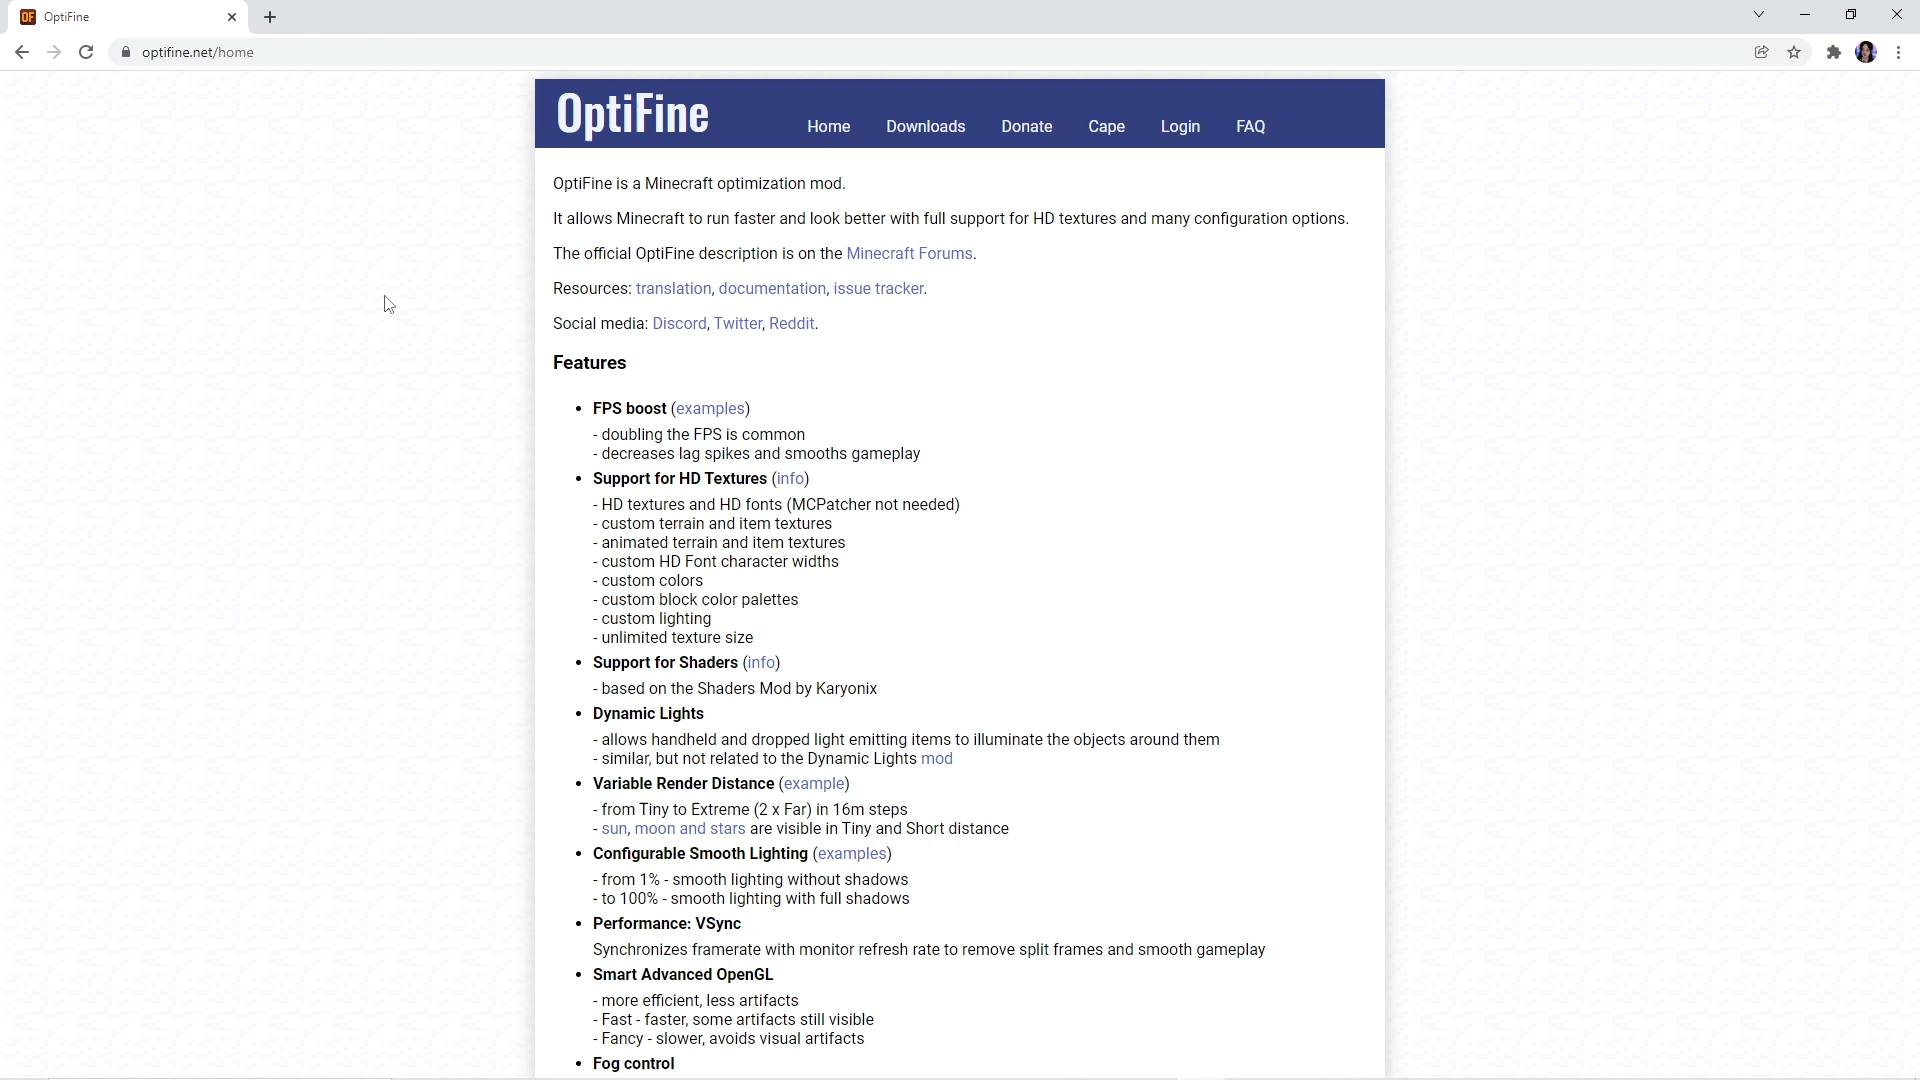 OF OptiFine
optifine.net/home
OptiFine
Home Downloads Donate Cape Login FAQ
OptiFine is a Minecraft optimization mod.
It allows Minecraft to run faster and look better with full support for HD textures and many configuration options.
The official OptiFine description is on the Minecraft Forums.
Resources: translation, documentation, issue tracker.
Social media: Discord, Twitter, Reddit.
Features
• FPS boost (examples)
- doubling the FPS is common
- decreases lag spikes and smooths gameplay
• Support for HD Textures (info)
- HD textures and HD fonts (MCPatcher not needed)
- custom terrain and item textures
- animated terrain and item textures
- custom HD Font character widths
- custom colors
- custom block color palettes
- custom lighting
- unlimited texture size
• Support for Shaders (info)
- based on the Shaders Mod by Karyonix
• Dynamic Lights
- allows handheld and dropped light emitting items to illuminate the objects around them
- similar, but not related to the Dynamic Lights mod
• Variable Render Distance (example)
- from Tiny to Extreme (2 x Far) in 16m steps
- sun, moon and stars are visible in Tiny and Short distance
• Configurable Smooth Lighting (examples)
- from 1% - smooth lighting without shadows
- to 100% - smooth lighting with full shadows
• Performance: VSync
Synchronizes framerate with monitor refresh rate to remove split frames and smooth gameplay
• Smart Advanced OpenGL
- more efficient, less artifacts
- Fast - faster, some artifacts still visible
- Fancy - slower, avoids visual artifacts
• Fog control